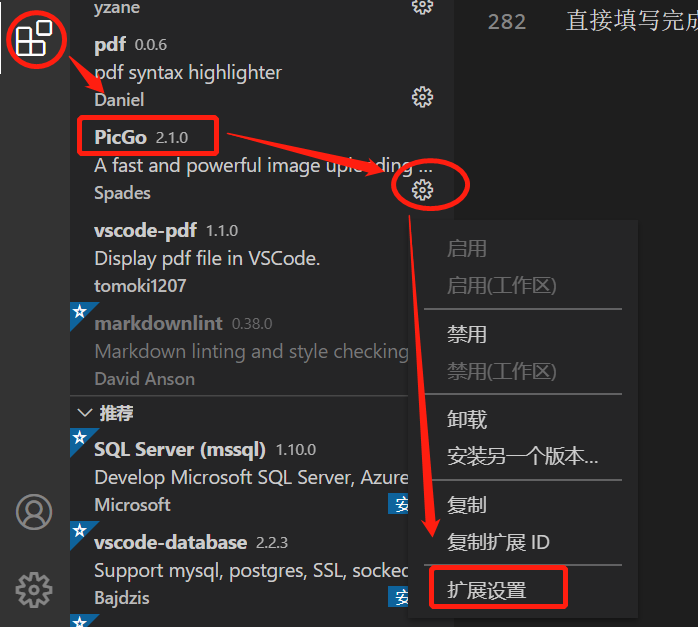 yzane
282
直接填写完成
pdf 0.0.6
pdf syntax highlighter
Daniel
PicGo 2.1.0
A fast and powerful image uploading ...
Spades
vscode-pdf 1.1.0
Display pdf file in VSCode.
tomoki1207
markdownlint 0.38.0
Markdown linting and style checking
David Anson
推荐
SQL Server (mssql) 1.10.0
Develop Microsoft SQL Server, Azure
Microsoft
安
vscode-database 2.2.3
Support mysql, postgres, SSL, socked
Bajdzis
安
启用
启用(工作区)
禁用
禁用(工作区)
卸载
安装另一个版本...
复制
复制扩展 ID
扩展设置